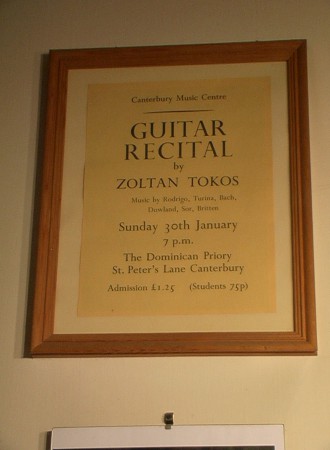 Canterbury Music Centre
GUITAR
RECITAL
by
ZOLTAN TOKOS
Music by Rodrigo, Turina, Bach,
Dowland, Sor, Britten
Sunday 30th January
7 p.m.
The Dominican Priory
St. Peter's Lane Canterbury
Admission £1.25 (Students 75p)